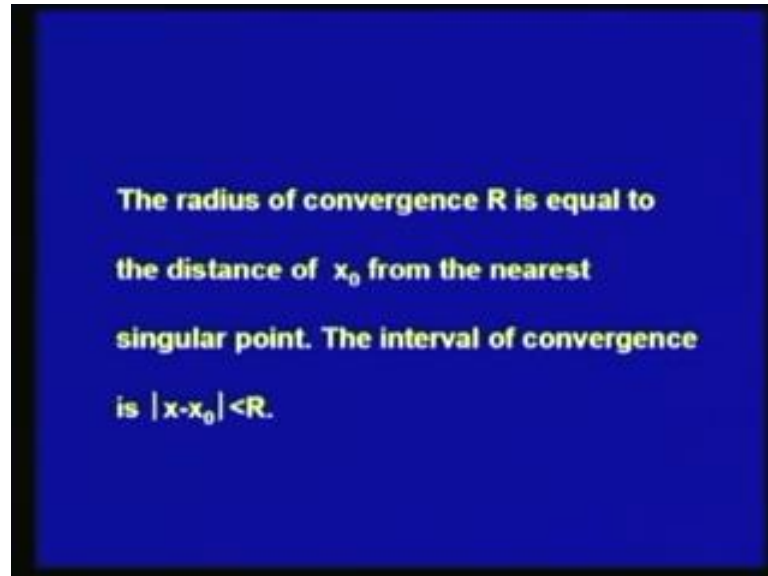 The radius of convergence R is equal to
the distance of x₀ from the nearest
singular point. The interval of convergence
is |x-x₀|<R.